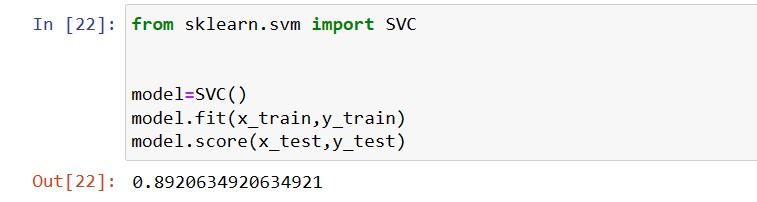 In [22]: from sklearn.svm import SVC
model=SVC()
model.fit(x_train,y_train)
model.score(x_test,y_test)
Out[22]: 0.8920634920634921